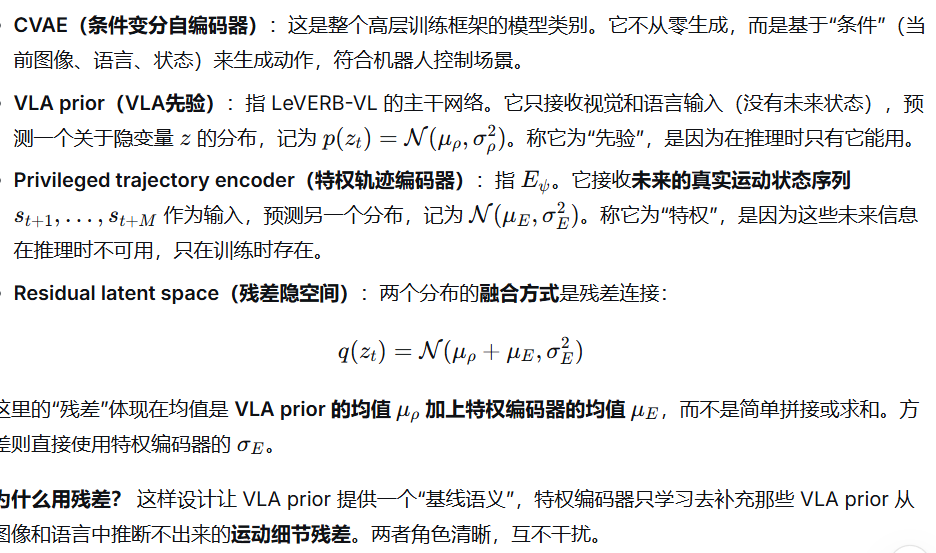 CVAE（条件变分自编码器）：这是整个高层训练框架的模型类别。它不从零生成，而是基于“条件”（当
前图像、语言、状态）来生成动作，符合机器人控制场景。
VLA prior（VLA先验）：指 LeVERB-VL 的主干网络。它只接收视觉和语言输入（没有未来状态），预
测一个关于隐变量 z 的分布，记为 p(z_t) = 𝒩(μ_ρ, σ_ρ^2)。称它为“先验”，是因为在推理时只有它能用。
Privileged trajectory encoder（特权轨迹编码器）：指 E_ψ。它接收未来的真实运动状态序列
s_{t+1}, …, s_{t+M} 作为输入，预测另一个分布，记为 𝒩(μ_E, σ_E^2)。称它为“特权”，是因为这些未来信息
在推理时不可用，只在训练时存在。
Residual latent space（残差隐空间）：两个分布的融合方式是残差连接：
q(z_t) = 𝒩(μ_ρ + μ_E, σ_E^2)
这里的“残差”体现在均值是 VLA prior 的均值 μ_ρ 加上特权编码器的均值 μ_E，而不是简单拼接或求和。方
差则直接使用特权编码器的 σ_E。
为什么用残差？ 这样设计让 VLA prior 提供一个“基线语义”，特权编码器只学习去补充那些 VLA prior 从
图像和语言中推断不出来的运动细节残差。两者角色清晰，互不干扰。